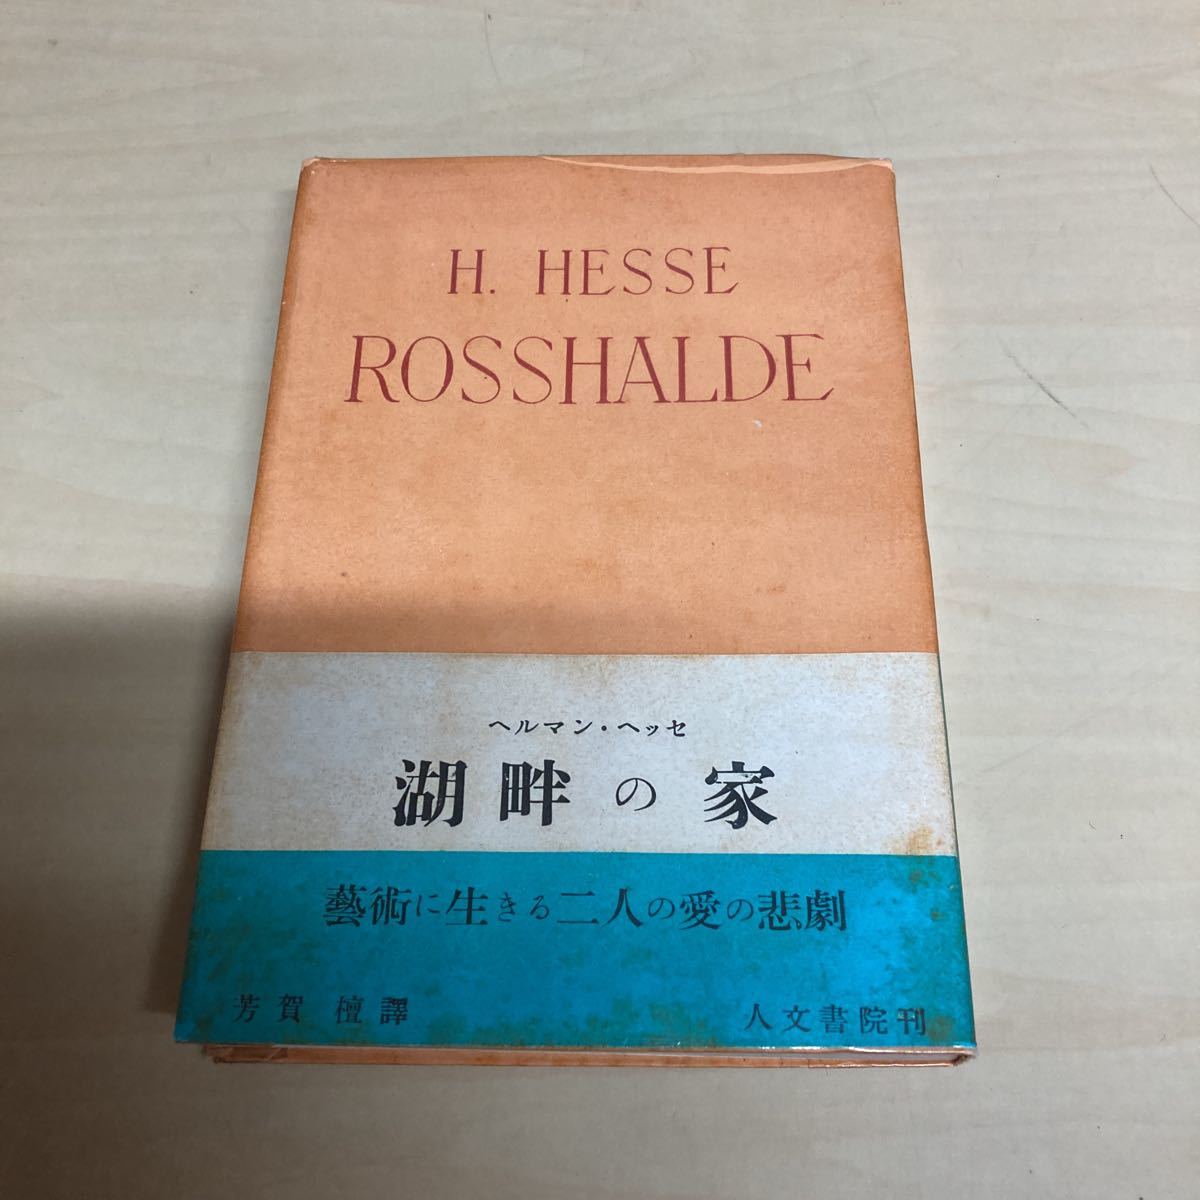 H. HESSE
ROSSHALDE
ヘルマン・ヘッセ
湖畔の家
藝術に生きる二人の愛の悲劇
芳賀 檀譯
人文書院刊